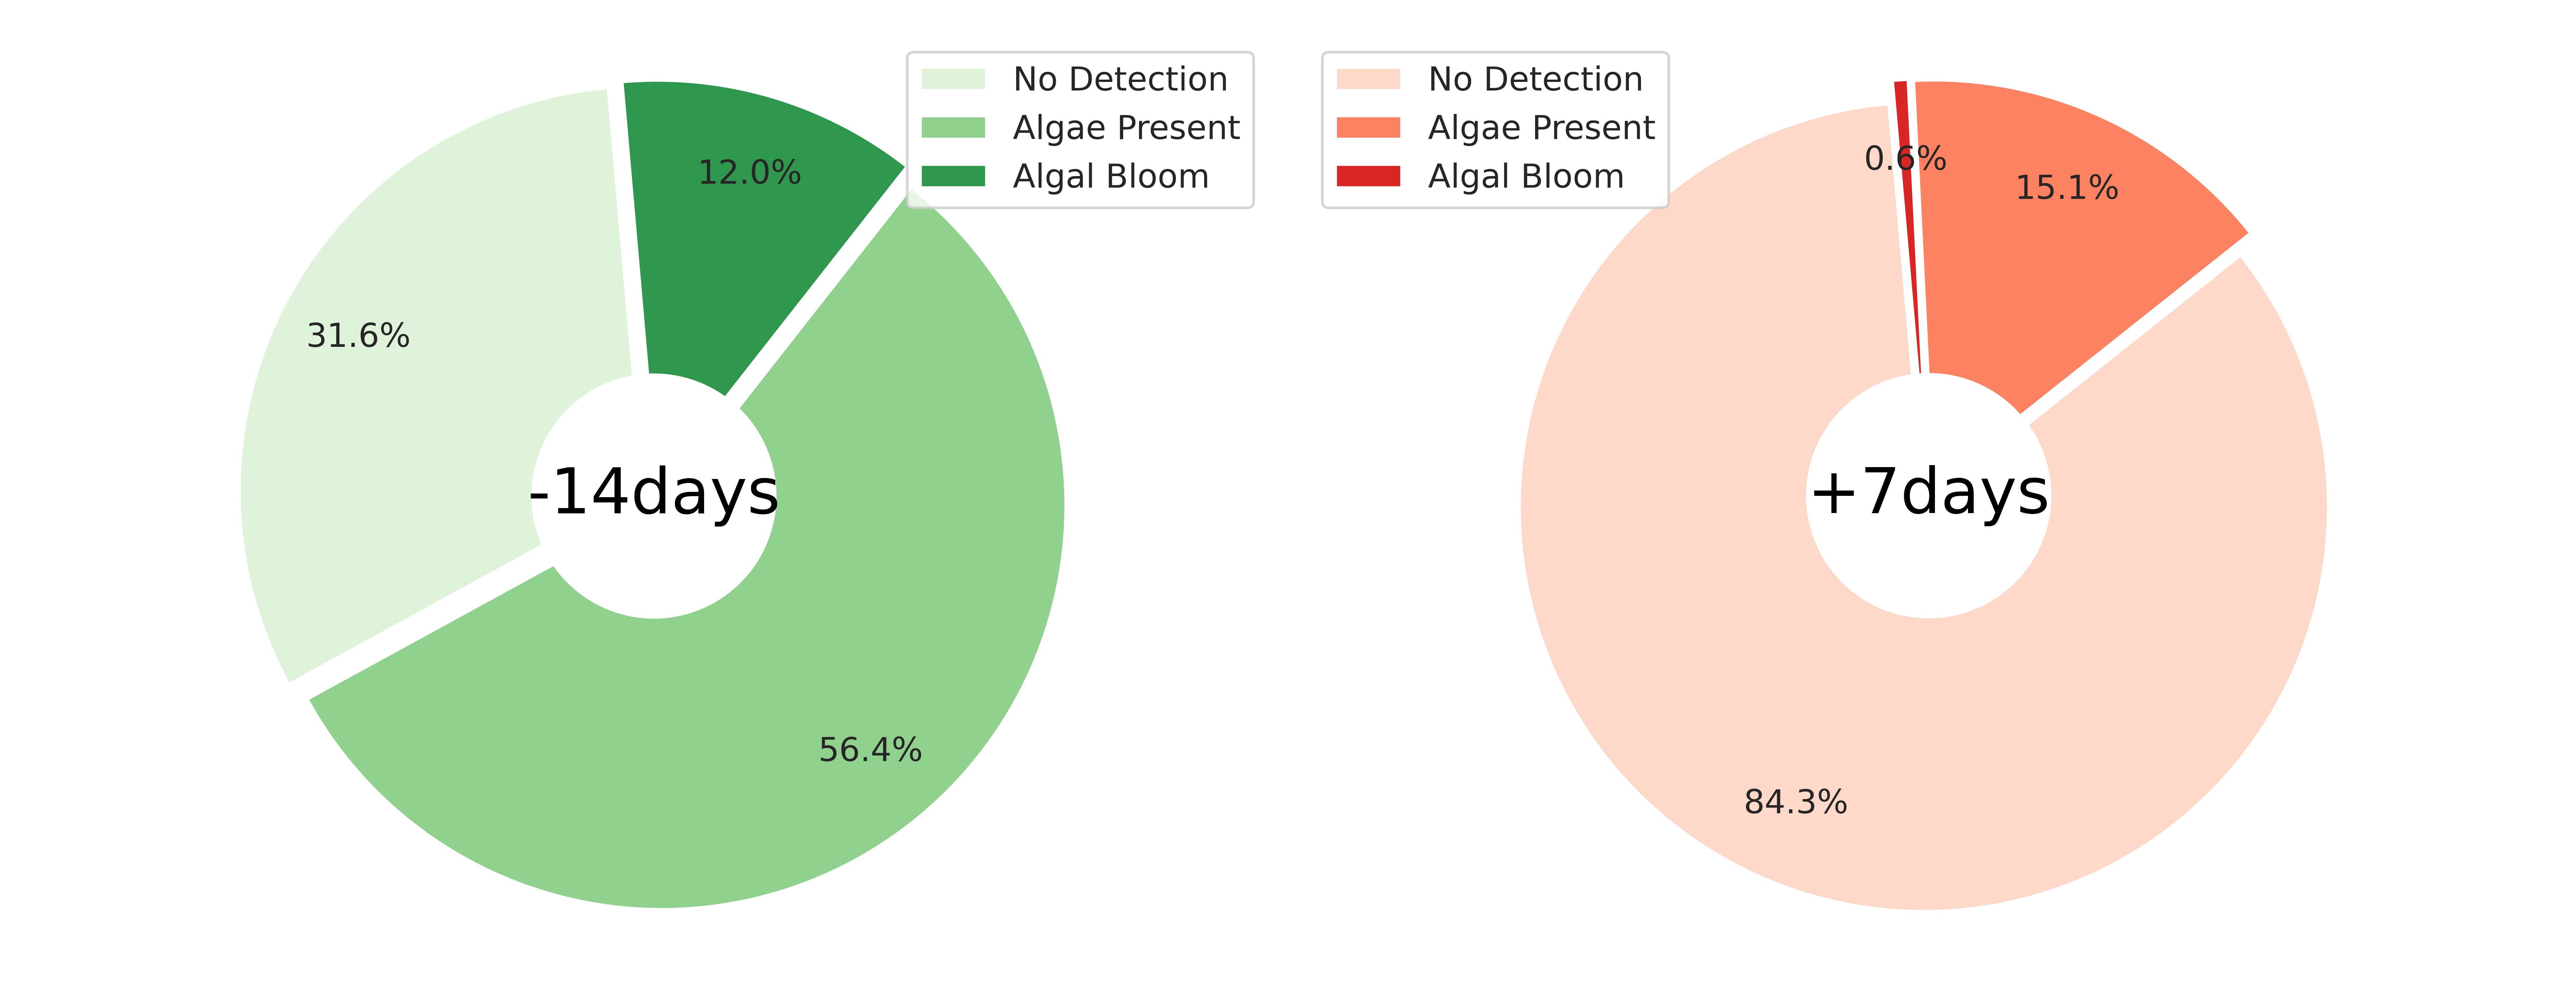 No Detection
Algae Present
Algal Bloom
12.0%
31.6%
-14days
56.4%
No Detection
Algae Present
Algal Bloom
0.6%
15.1%
+7days
84.3%